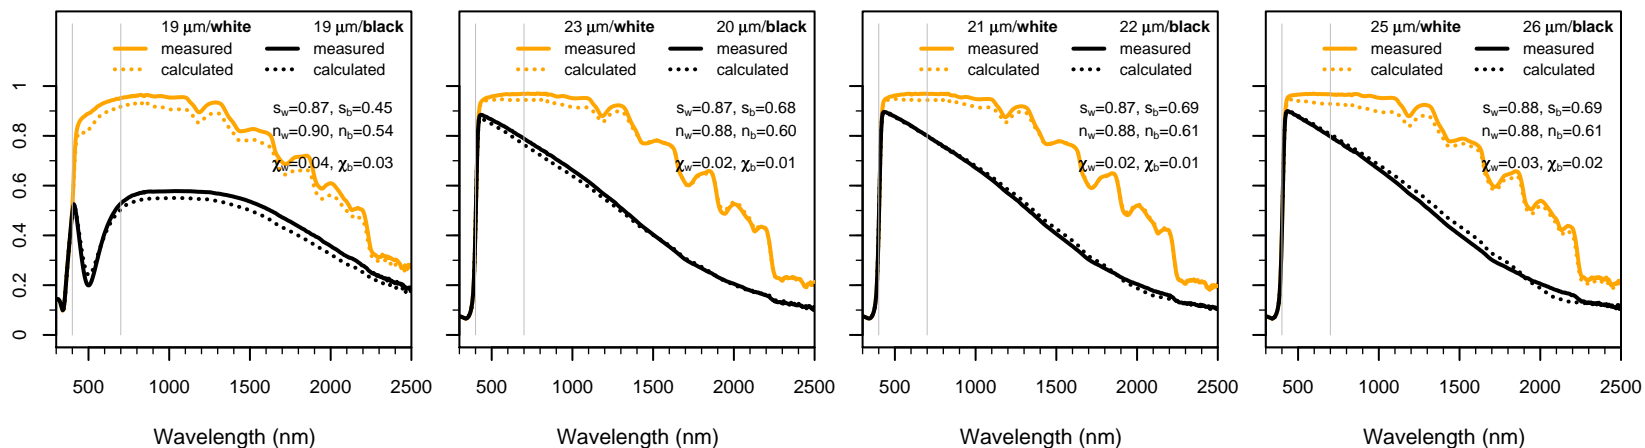 19 μm/white 19 μm/black
measured measured
calculated calculated
s_w=0.87, s_b=0.45
n_w=0.90, n_b=0.54
χ_w=0.04, χ_b=0.03
0 0.2 0.4 0.6 0.8 1
500 1000 1500 2000 2500
Wavelength (nm)
23 μm/white 20 μm/black
measured measured
calculated calculated
s_w=0.87, s_b=0.68
n_w=0.88, n_b=0.60
χ_w=0.02, χ_b=0.01
500 1000 1500 2000 2500
Wavelength (nm)
21 μm/white 22 μm/black
measured measured
calculated calculated
s_w=0.87, s_b=0.69
n_w=0.88, n_b=0.61
χ_w=0.02, χ_b=0.01
500 1000 1500 2000 2500
Wavelength (nm)
25 μm/white 26 μm/black
measured measured
calculated calculated
s_w=0.88, s_b=0.69
n_w=0.88, n_b=0.61
χ_w=0.03, χ_b=0.02
500 1000 1500 2000 2500
Wavelength (nm)